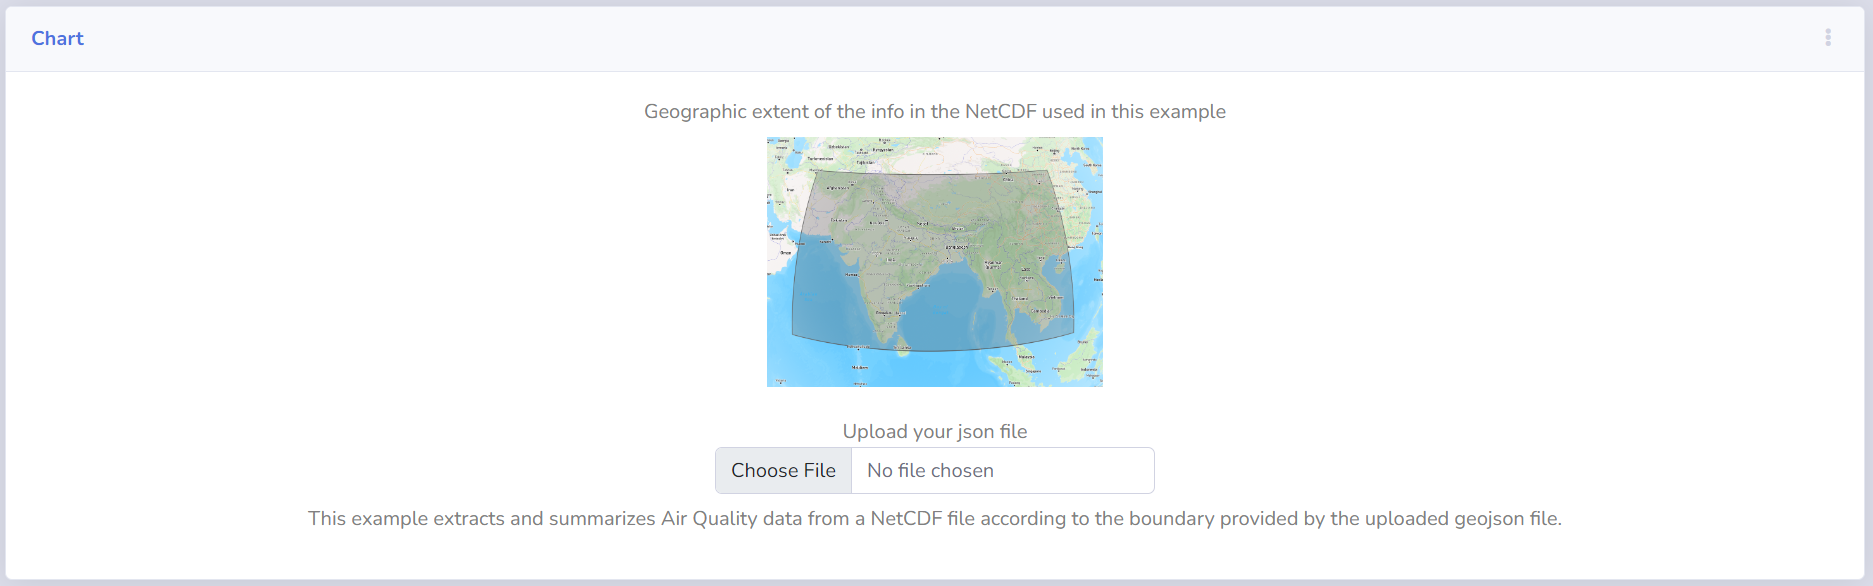 Chart
Geographic extent of the info in the NetCDF used in this example
Upload your json file
Choose File
No file chosen
This example extracts and summarizes Air Quality data from a NetCDF file according to the boundary provided by the uploaded geojson file.